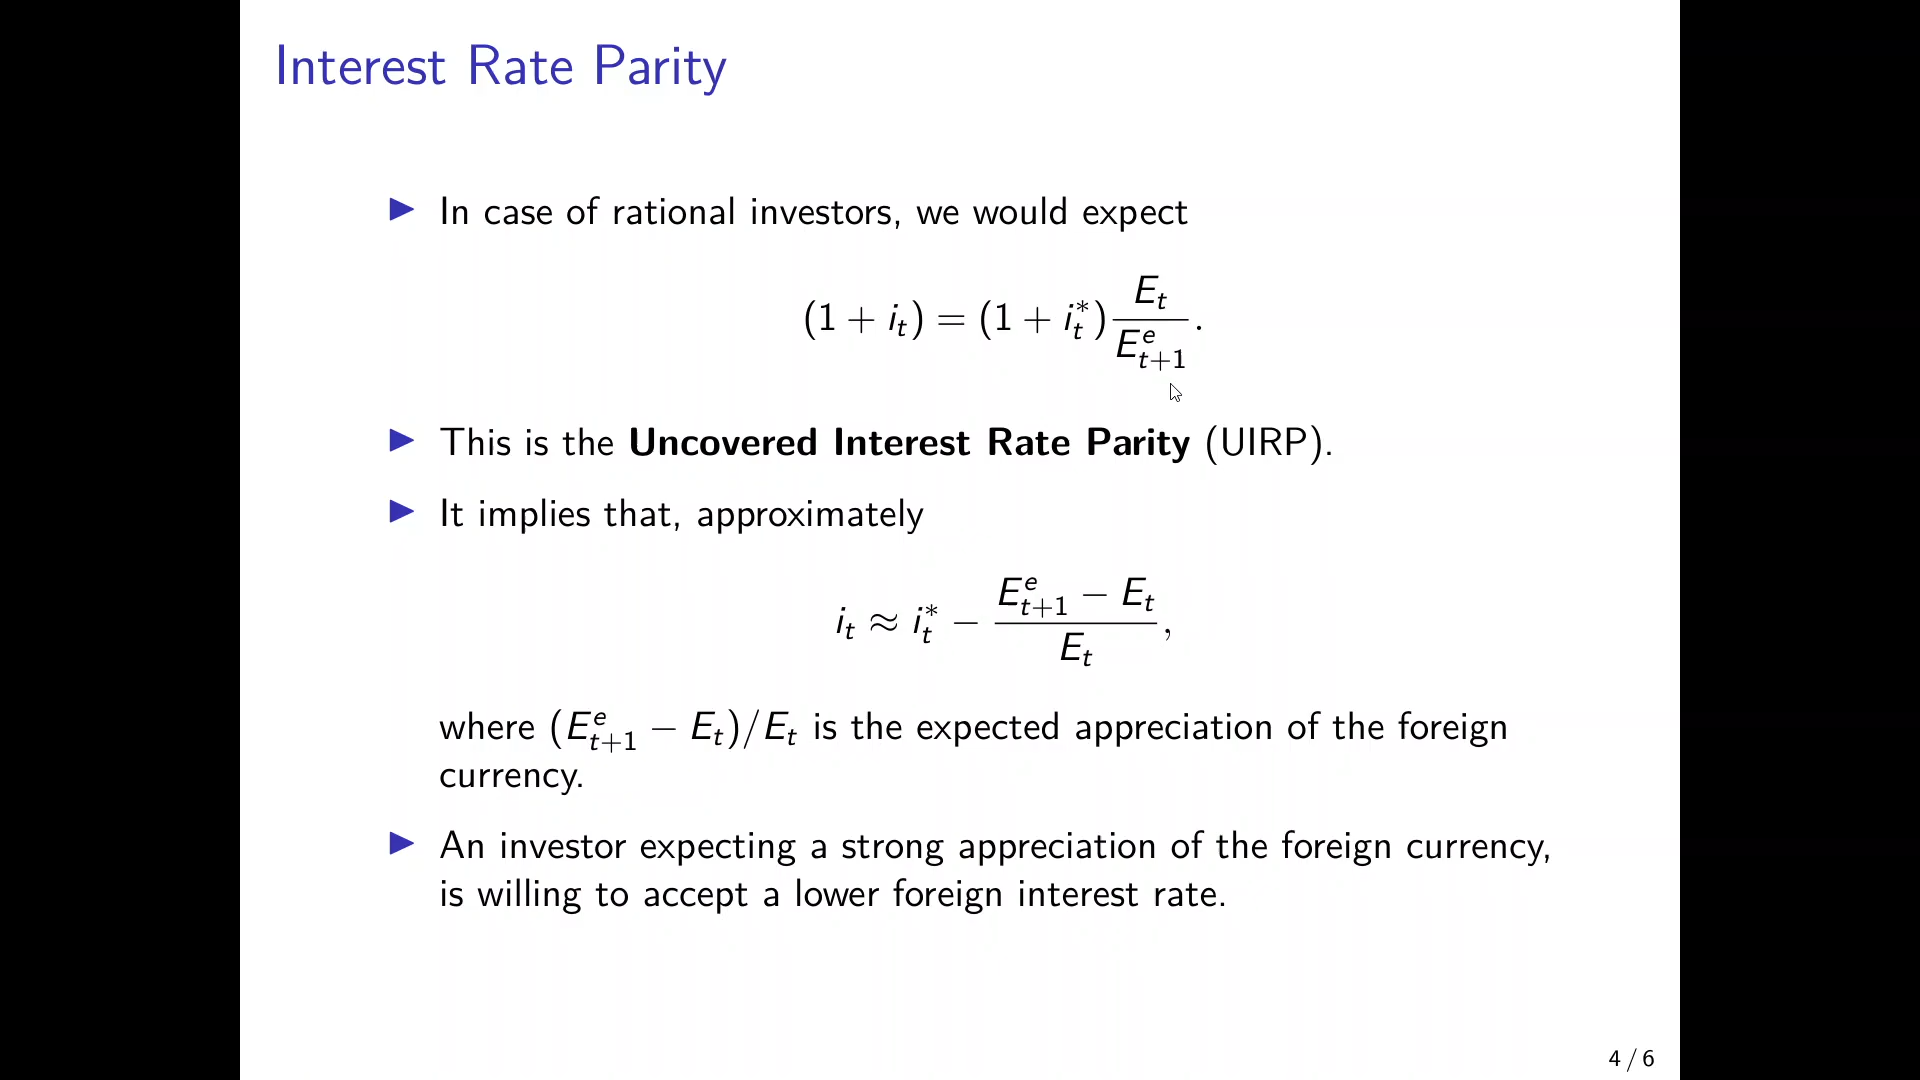 Interest Rate Parity
▶ In case of rational investors, we would expect
$(1 + i_t) = (1 + i_t^*) \frac{E_t}{E_{t+1}^e}.$
▶ This is the Uncovered Interest Rate Parity (UIRP).
▶ It implies that, approximately
$i_t \approx i_t^* - \frac{E_{t+1}^e - E_t}{E_t},$
where $(E_{t+1}^e - E_t)/E_t$ is the expected appreciation of the foreign
currency.
▶ An investor expecting a strong appreciation of the foreign currency,
is willing to accept a lower foreign interest rate.
4 / 6